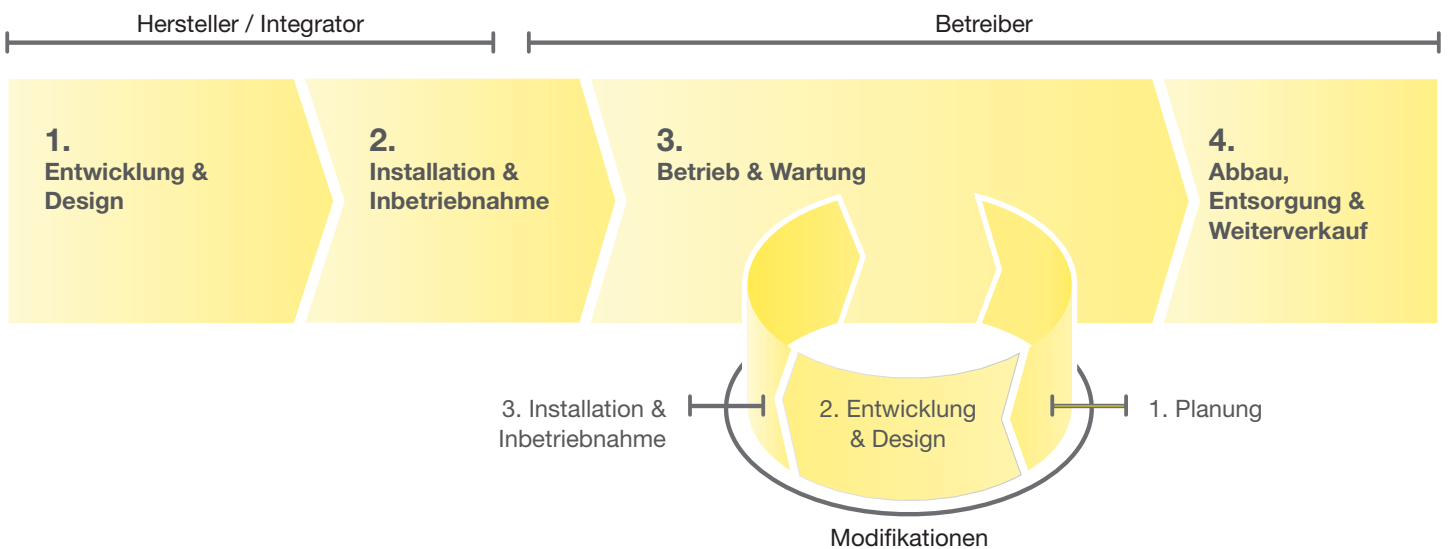 Hersteller / Integrator
Betreiber
1.
Entwicklung &
Design
2.
Installation &
Inbetriebnahme
3.
Betrieb & Wartung
4.
Abbau,
Entsorgung &
Weiterverkauf
3. Installation &
Inbetriebnahme
2. Entwicklung
& Design
1. Planung
Modifikationen